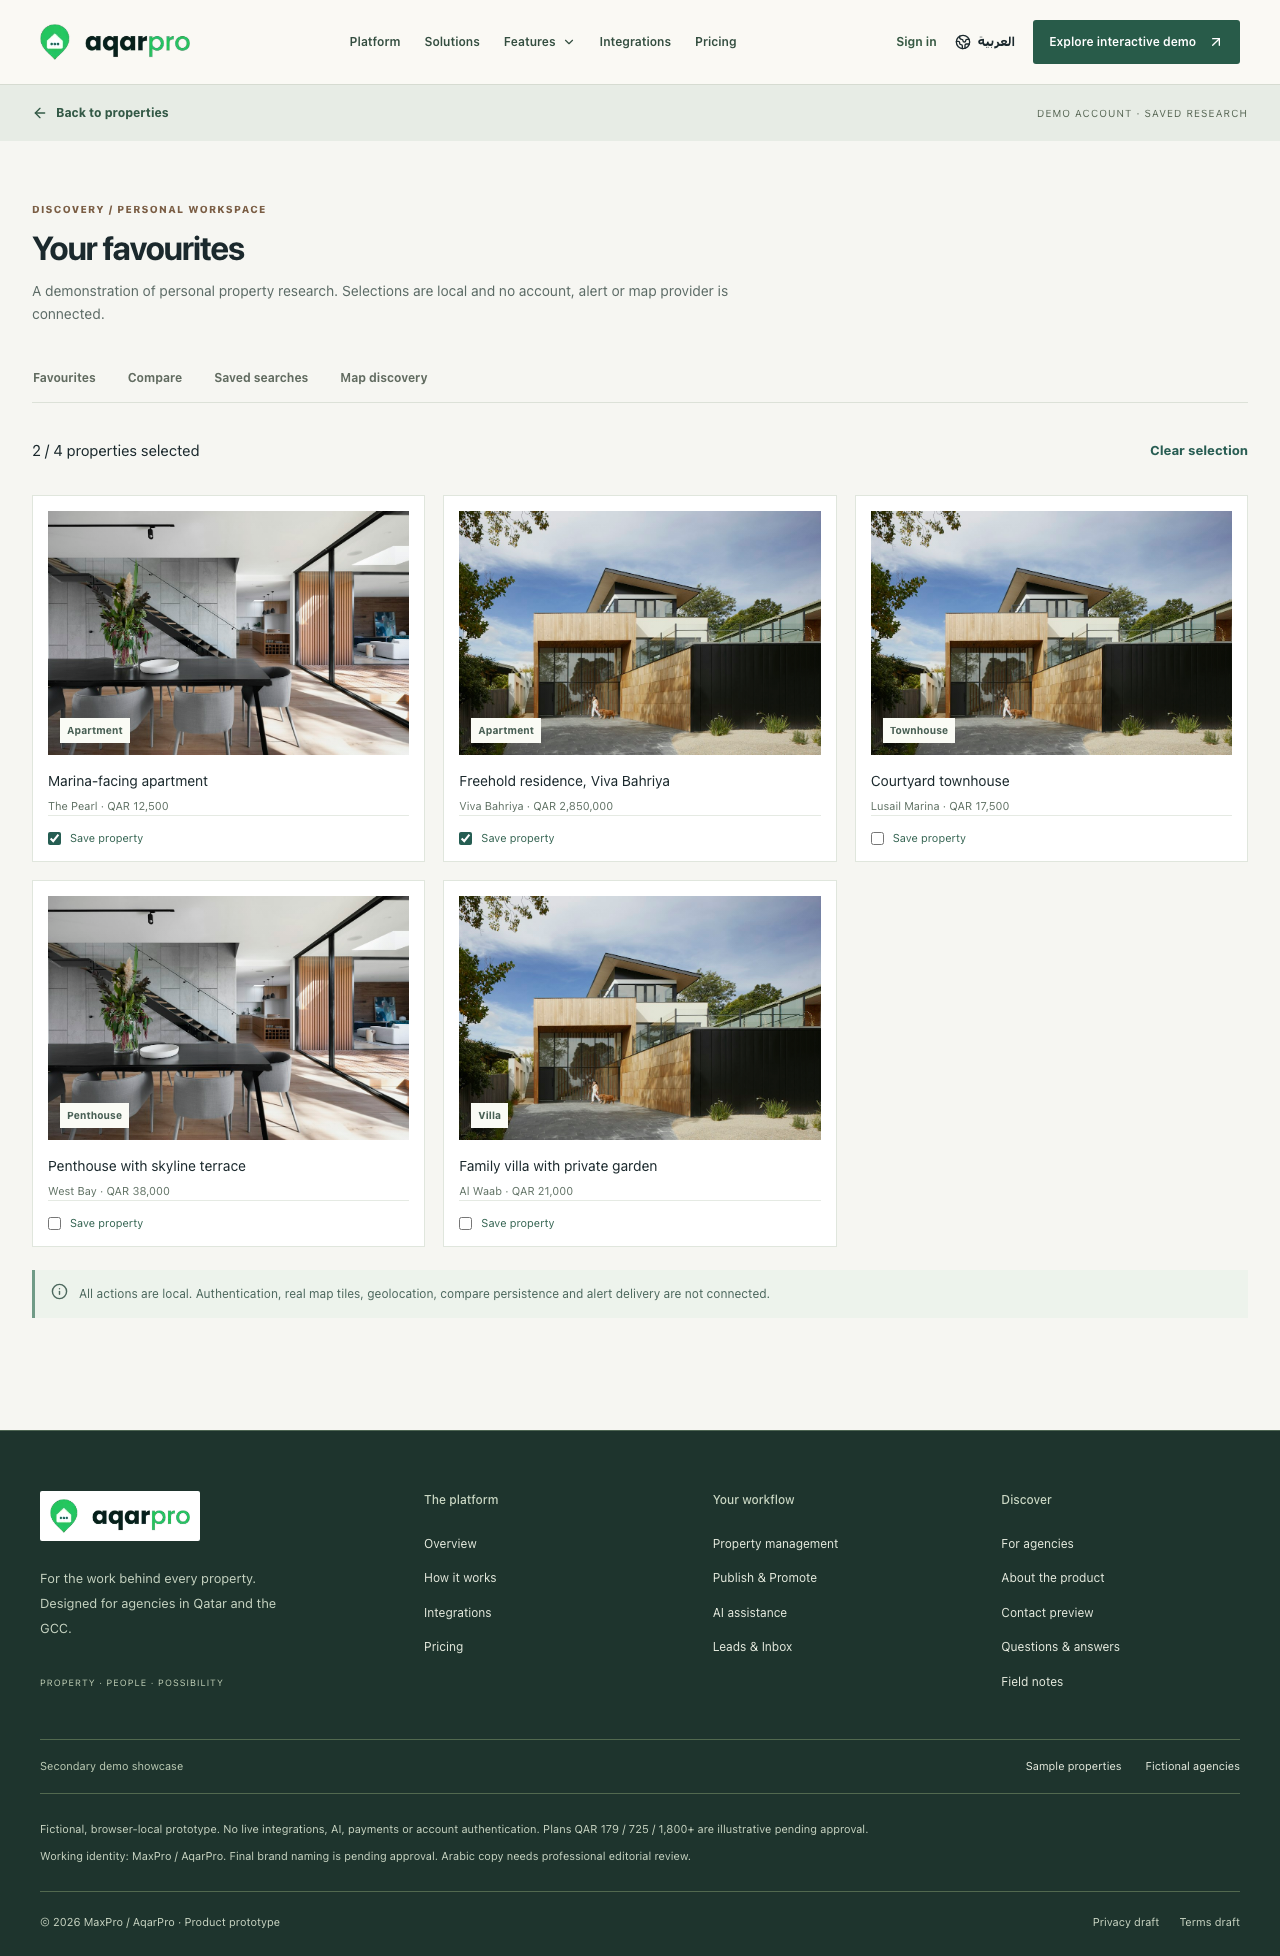 aqarpro
Platform Solutions Features Integrations Pricing
Sign in العربية Explore interactive demo
Back to properties
DEMO ACCOUNT · SAVED RESEARCH
DISCOVERY / PERSONAL WORKSPACE
Your favourites
A demonstration of personal property research. Selections are local and no account, alert or map provider is
connected.
Favourites Compare Saved searches Map discovery
2 / 4 properties selected
Clear selection
Apartment
Marina-facing apartment
The Pearl · QAR 12,500
Save property
Apartment
Freehold residence, Viva Bahriya
Viva Bahriya · QAR 2,850,000
Save property
Townhouse
Courtyard townhouse
Lusail Marina · QAR 17,500
Save property
Penthouse
Penthouse with skyline terrace
West Bay · QAR 38,000
Save property
Villa
Family villa with private garden
Al Waab · QAR 21,000
Save property
All actions are local. Authentication, real map tiles, geolocation, compare persistence and alert delivery are not connected.
aqarpro
For the work behind every property.
Designed for agencies in Qatar and the
GCC.
PROPERTY · PEOPLE · POSSIBILITY
The platform
Overview
How it works
Integrations
Pricing
Your workflow
Property management
Publish & Promote
AI assistance
Leads & Inbox
Discover
For agencies
About the product
Contact preview
Questions & answers
Field notes
Secondary demo showcase
Sample properties Fictional agencies
Fictional, browser-local prototype. No live integrations, AI, payments or account authentication. Plans QAR 179 / 725 / 1,800+ are illustrative pending approval.
Working identity: MaxPro / AqarPro. Final brand naming is pending approval. Arabic copy needs professional editorial review.
© 2026 MaxPro / AqarPro · Product prototype
Privacy draft Terms draft